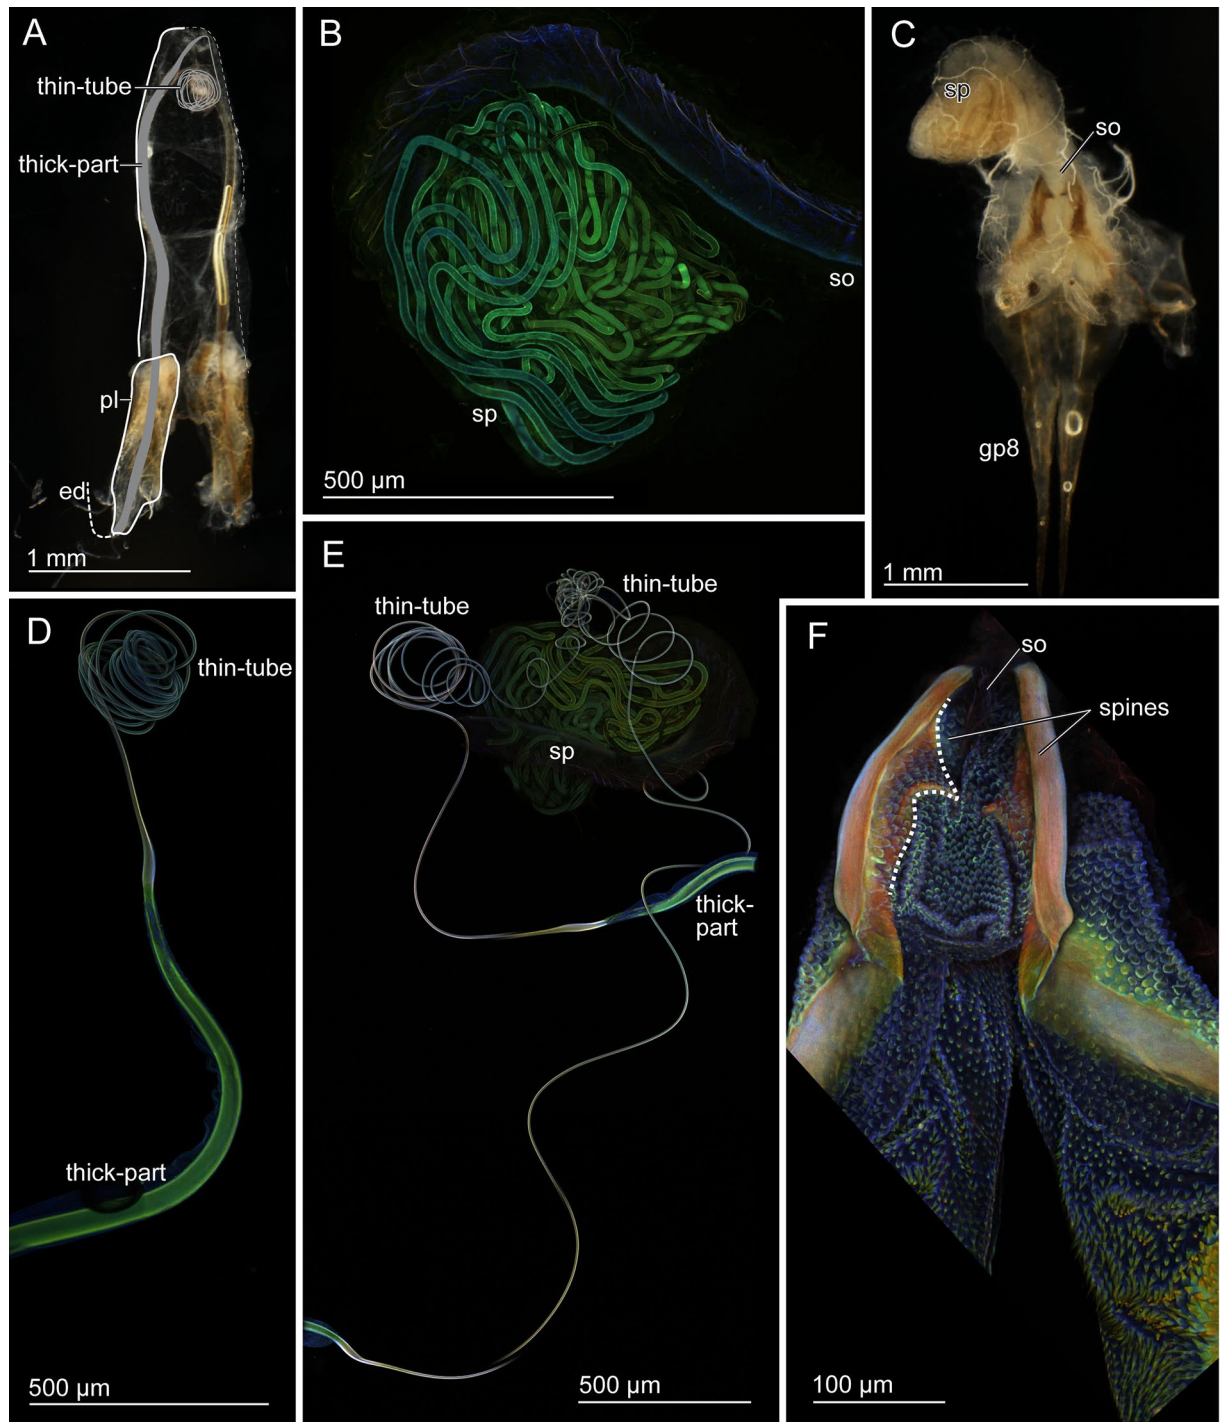 A
thin-tube
thick-part
pl
ed
1 mm
B
so
sp
500 µm
C
sp
so
gp8
1 mm
D
thin-tube
thick-part
500 µm
E
thin-tube
thin-tube
sp
thick-
part
500 µm
F
so
spines
100 µm